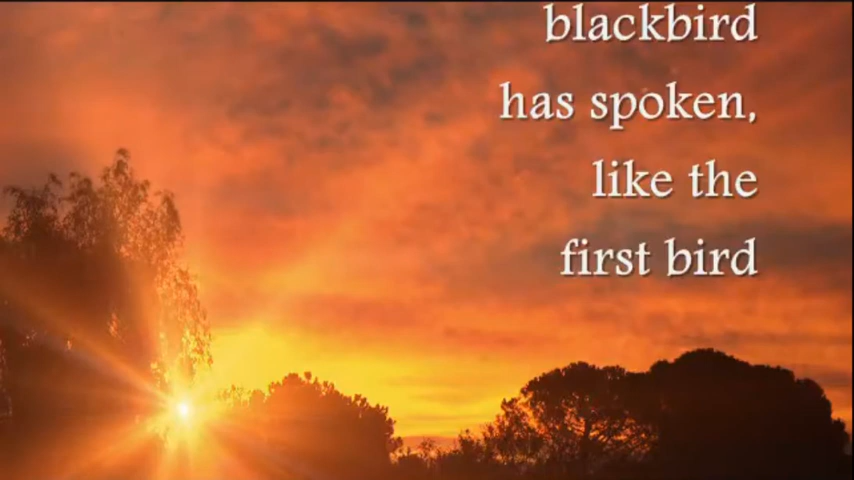 blackbird
has spoken,
like the
first bird